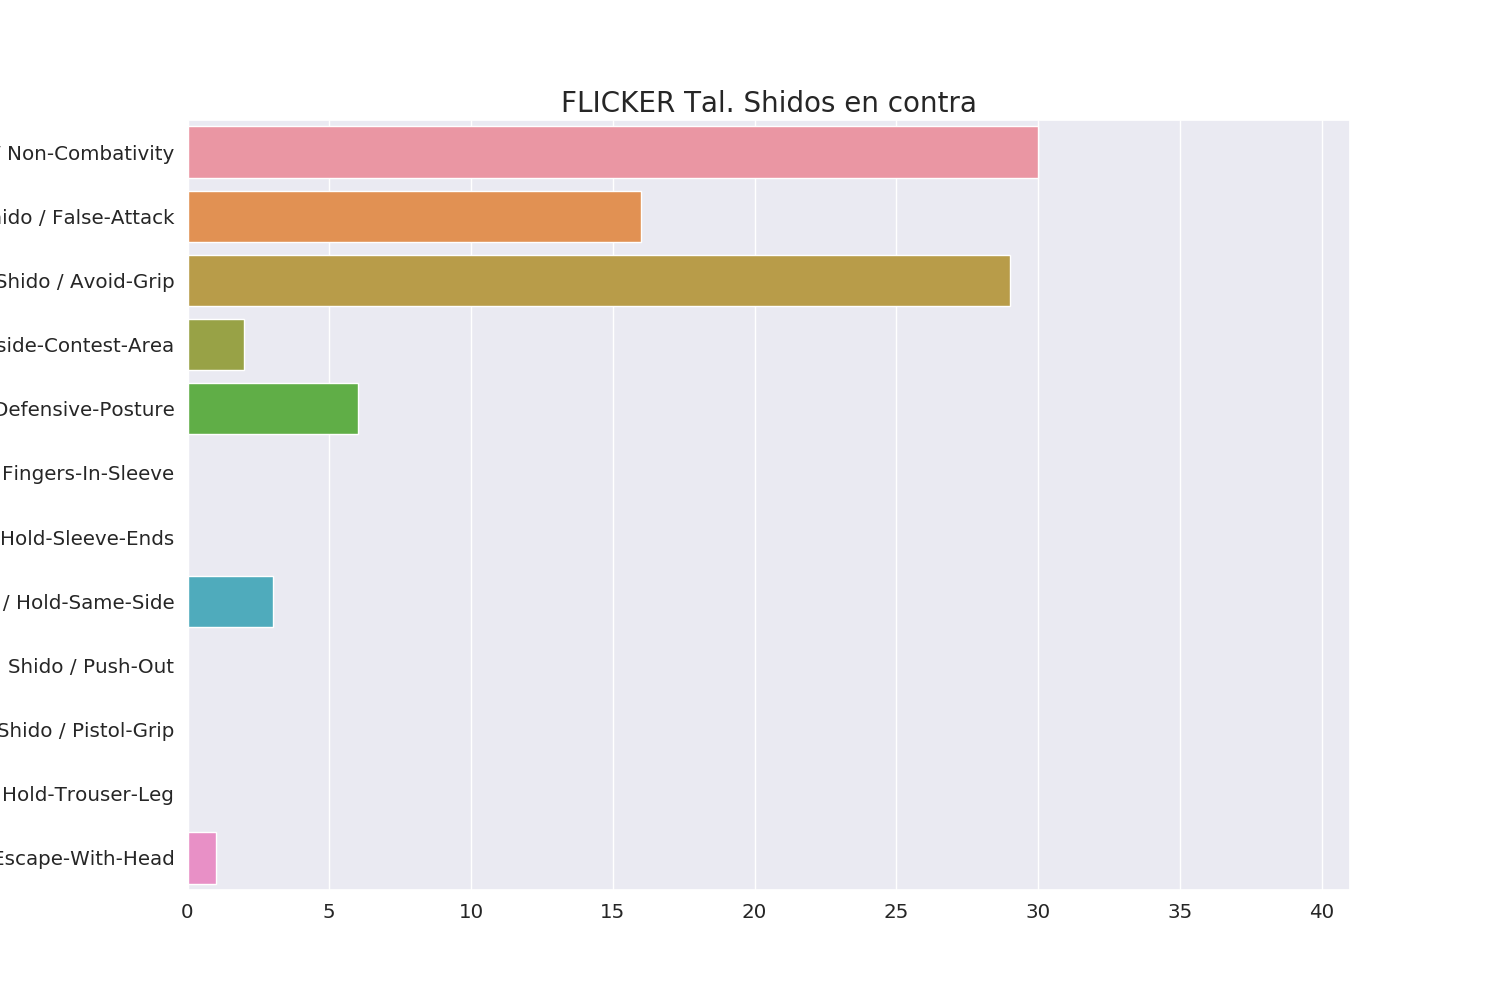 FLICKER Tal. Shidos en contra
/ Non-Combativity
ido / False-Attack
Shido / Avoid-Grip
side-Contest-Area
Defensive-Posture
Fingers-In-Sleeve
Hold-Sleeve-Ends
/ Hold-Same-Side
Shido / Push-Out
Shido / Pistol-Grip
Hold-Trouser-Leg
Escape-With-Head
0 5 10 15 20 25 30 35 40